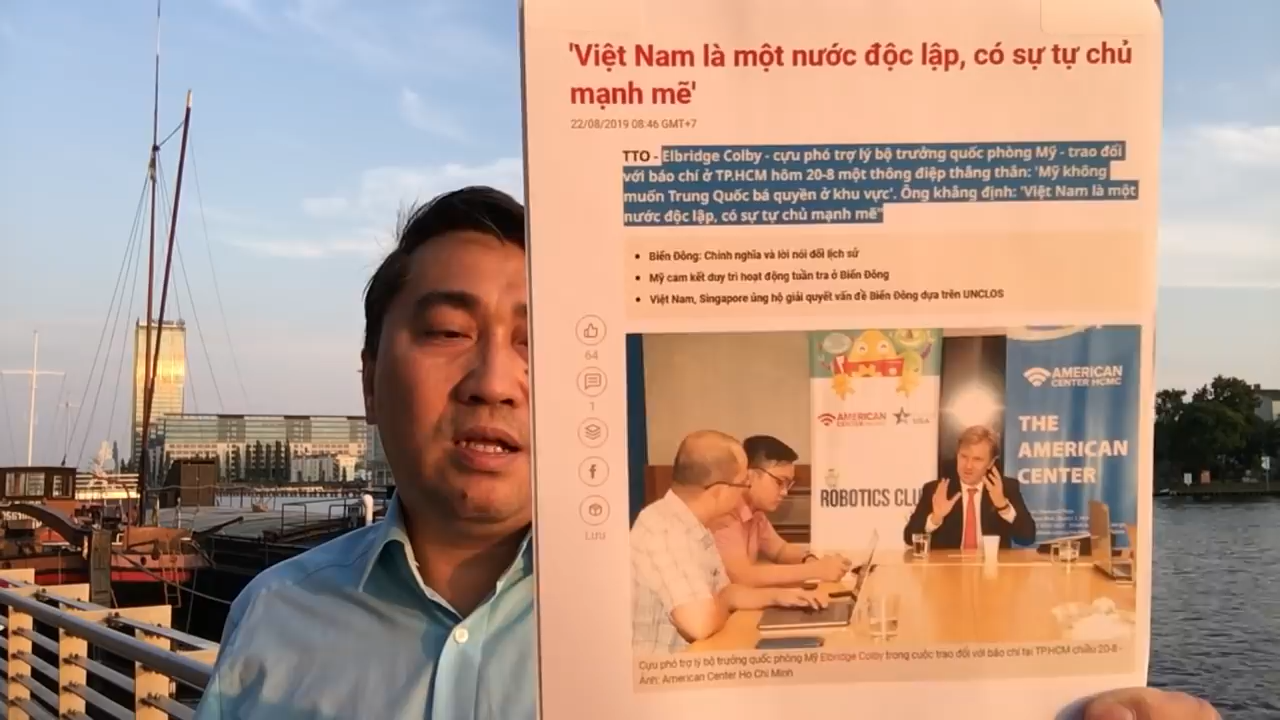 'Việt Nam là một nước độc lập, có sự tự chủ
mạnh mẽ'
22/08/2019 08:46 GMT+7
TTO - Elbridge Colby - cựu phó trợ lý bộ trưởng quốc phòng Mỹ - trao đổi
với báo chí ở TP.HCM hôm 20-8 một thông điệp thẳng thắn: 'Mỹ không
muốn Trung Quốc bá quyền ở khu vực'. Ông khẳng định: 'Việt Nam là một
nước độc lập, có sự tự chủ mạnh mẽ"
• Biển Đông: Chính nghĩa và lời nói dối lịch sử
• Mỹ cam kết duy trì hoạt động tuần tra ở Biển Đông
• Việt Nam, Singapore ủng hộ giải quyết vấn đề Biển Đông dựa trên UNCLOS
64
1
Lưu
AMERICAN
CENTER
ROBOTICS CLU
AMERICAN
CENTER HCMC
THE
AMERICAN
CENTER
Cựu phó trợ lý bộ trưởng quốc phòng Mỹ Elbridge Colby trong cuộc trao đổi với báo chí tại TP.HCM chiều 20-8 -
Ảnh: American Center Ho Chi Minh